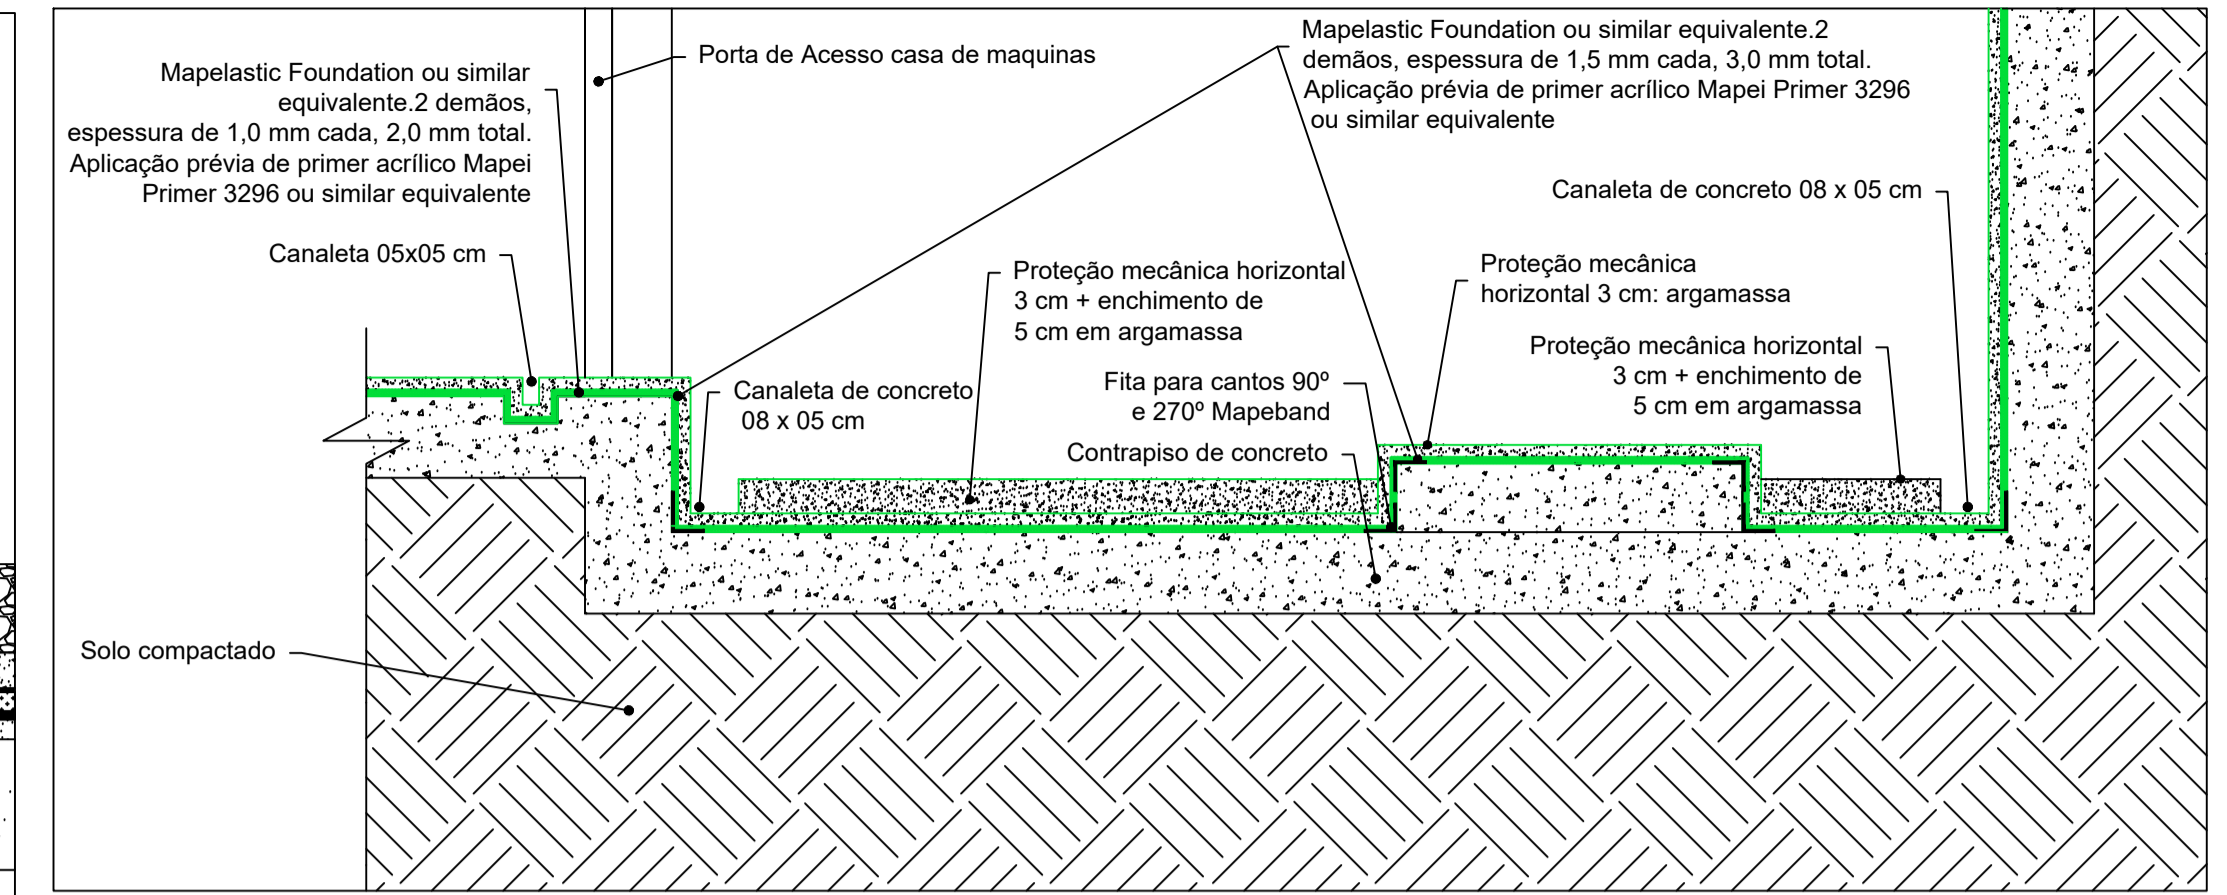 Mapelastic Foundation ou similar
equivalente.2 demãos,
espessura de 1,0 mm cada, 2,0 mm total.
Aplicação prévia de primer acrílico Mapei
Primer 3296 ou similar equivalente
Porta de Acesso casa de maquinas
Mapelastic Foundation ou similar equivalente.2
demãos, espessura de 1,5 mm cada, 3,0 mm total.
Aplicação prévia de primer acrílico Mapei Primer 3296
ou similar equivalente
Canaleta de concreto 08 x 05 cm
Canaleta 05x05 cm
Proteção mecânica horizontal
3 cm + enchimento de
5 cm em argamassa
Proteção mecânica
horizontal 3 cm: argamassa
Proteção mecânica horizontal
3 cm + enchimento de
5 cm em argamassa
Canaleta de concreto
08 x 05 cm
Fita para cantos 90º
e 270º Mapeband
Contrapiso de concreto
Solo compactado